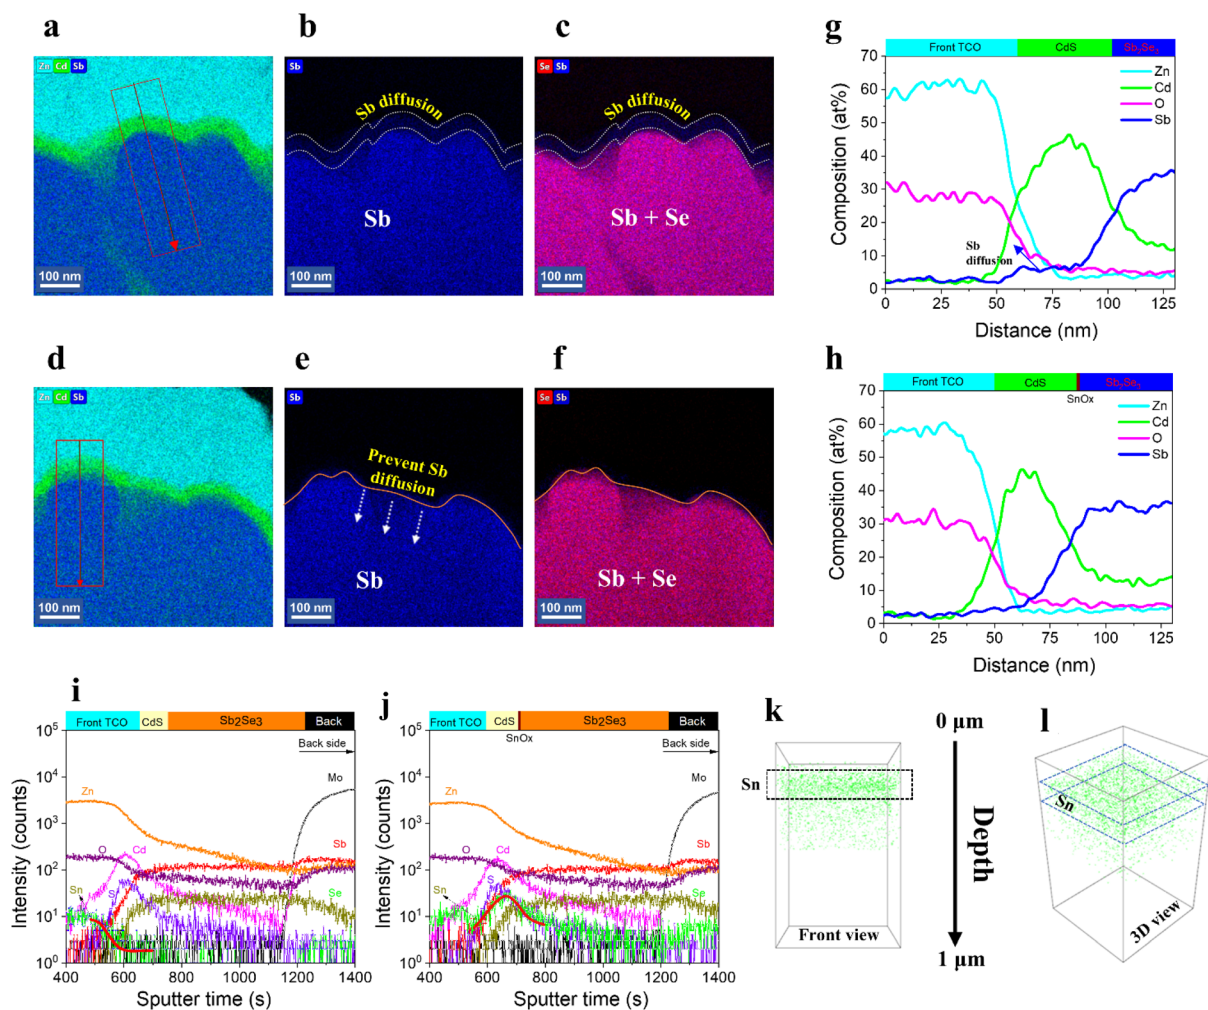 a
Zn Cd Sb
100 nm
b
Sb
Sb diffusion
Sb
100 nm
c
Se Sb
Sb diffusion
Sb + Se
100 nm
g
Front TCO CdS Sb2Se3
70
60
50
40
30
20
10
0
Composition (at%)
Zn
Cd
O
Sb
Sb
diffusion
0 25 50 75 100 125
Distance (nm)
d
Zn Cd Sb
100 nm
e
Sb
Prevent Sb
diffusion
Sb
100 nm
f
Se Sb
Sb + Se
100 nm
h
Front TCO CdS Sb2Se3
SnOx
70
60
50
40
30
20
10
0
Composition (at%)
Zn
Cd
O
Sb
0 25 50 75 100 125
Distance (nm)
i
Front TCO CdS Sb2Se3 Back
Back side
10^5
10^4
10^3
10^2
10^1
10^0
Intensity (counts)
Mo
Zn
Sb
O Cd
S
Sn
Se
400 600 800 1000 1200 1400
Sputter time (s)
j
Front TCO CdS Sb2Se3 Back
SnOx
Back side
10^5
10^4
10^3
10^2
10^1
10^0
Intensity (counts)
Mo
Zn
Sb
O Cd
S
Sn
Se
400 600 800 1000 1200 1400
Sputter time (s)
k
Sn
Front view
0 μm
Depth
1 μm
l
Sn
3D view